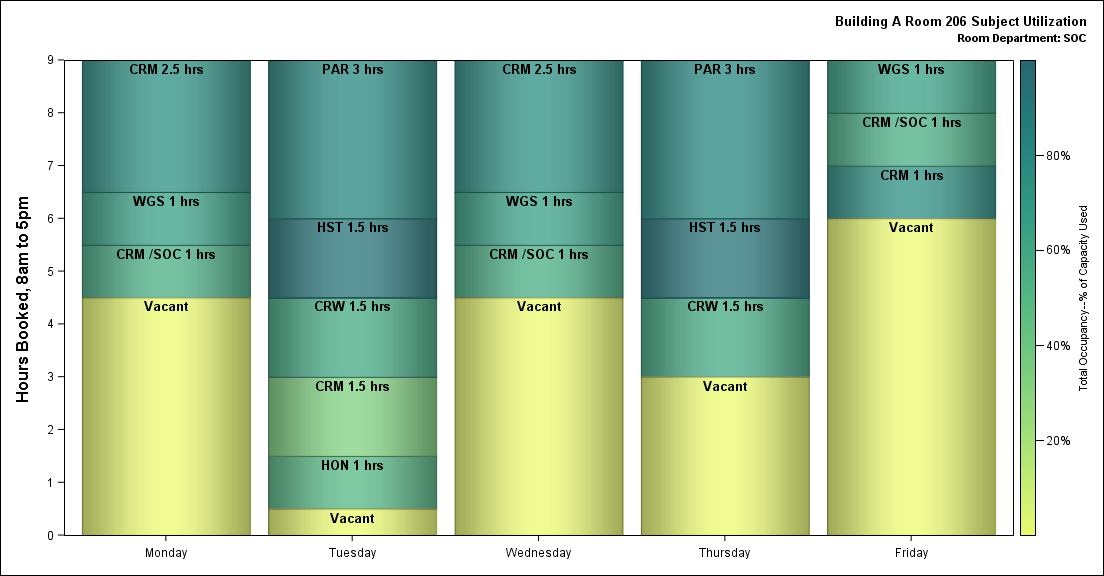 Building A Room 206 Subject Utilization
Room Department: SOC
Hours Booked, 8am to 5pm
9
8
7
6
5
4
3
2
1
0
CRM 2.5 hrs
WGS 1 hrs
CRM /SOC 1 hrs
Vacant
Monday
PAR 3 hrs
HST 1.5 hrs
CRW 1.5 hrs
CRM 1.5 hrs
HON 1 hrs
Vacant
Tuesday
CRM 2.5 hrs
WGS 1 hrs
CRM /SOC 1 hrs
Vacant
Wednesday
PAR 3 hrs
HST 1.5 hrs
CRW 1.5 hrs
Vacant
Thursday
WGS 1 hrs
CRM /SOC 1 hrs
CRM 1 hrs
Vacant
Friday
80%
60%
40%
20%
Total Occupancy--% of Capacity Used